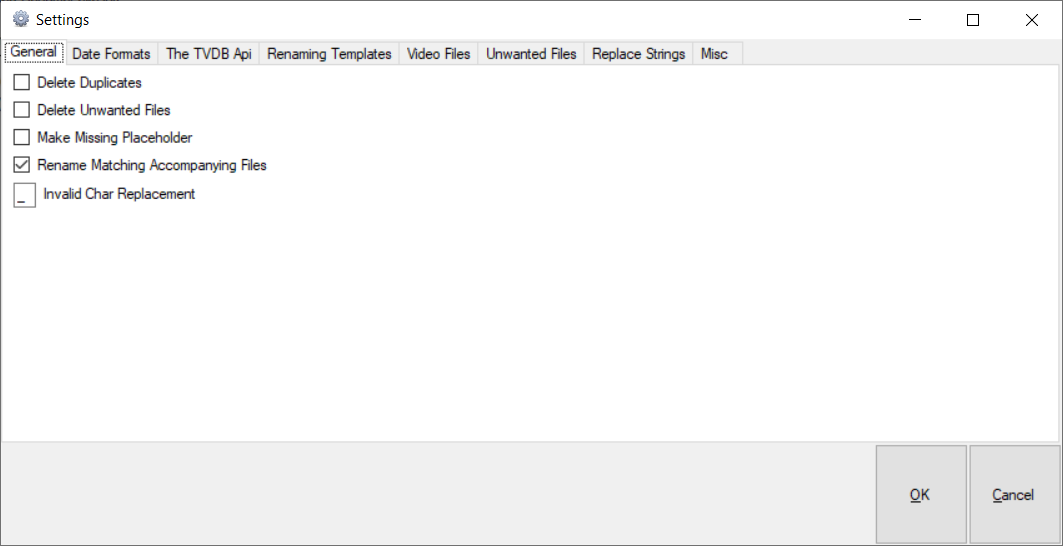 Settings
General Date Formats The TVDB Api Renaming Templates Video Files Unwanted Files Replace Strings Misc
Delete Duplicates
Delete Unwanted Files
Make Missing Placeholder
Rename Matching Accompanying Files
_ Invalid Char Replacement
OK Cancel